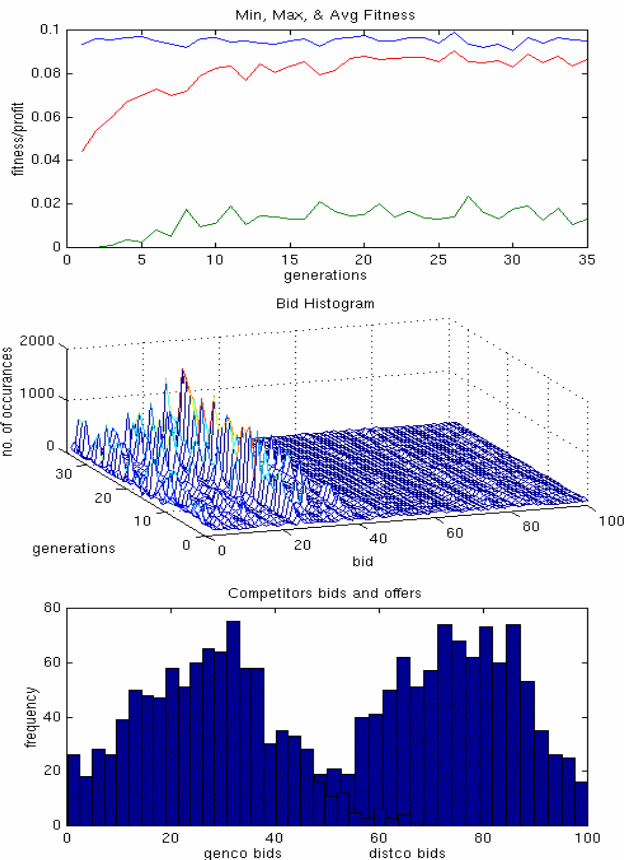 Min, Max, & Avg Fitness
0.1
0.08
0.06
0.04
0.02
0
fitness/profit
0 5 10 15 20 25 30 35
generations
Bid Histogram
2000
1000
0
no. of occurances
30
20
10
0
generations
0 20 40 60 80 100
bid
Competitors bids and offers
80
60
40
20
0
frequency
0 20 40 60 80 100
genco bids distco bids